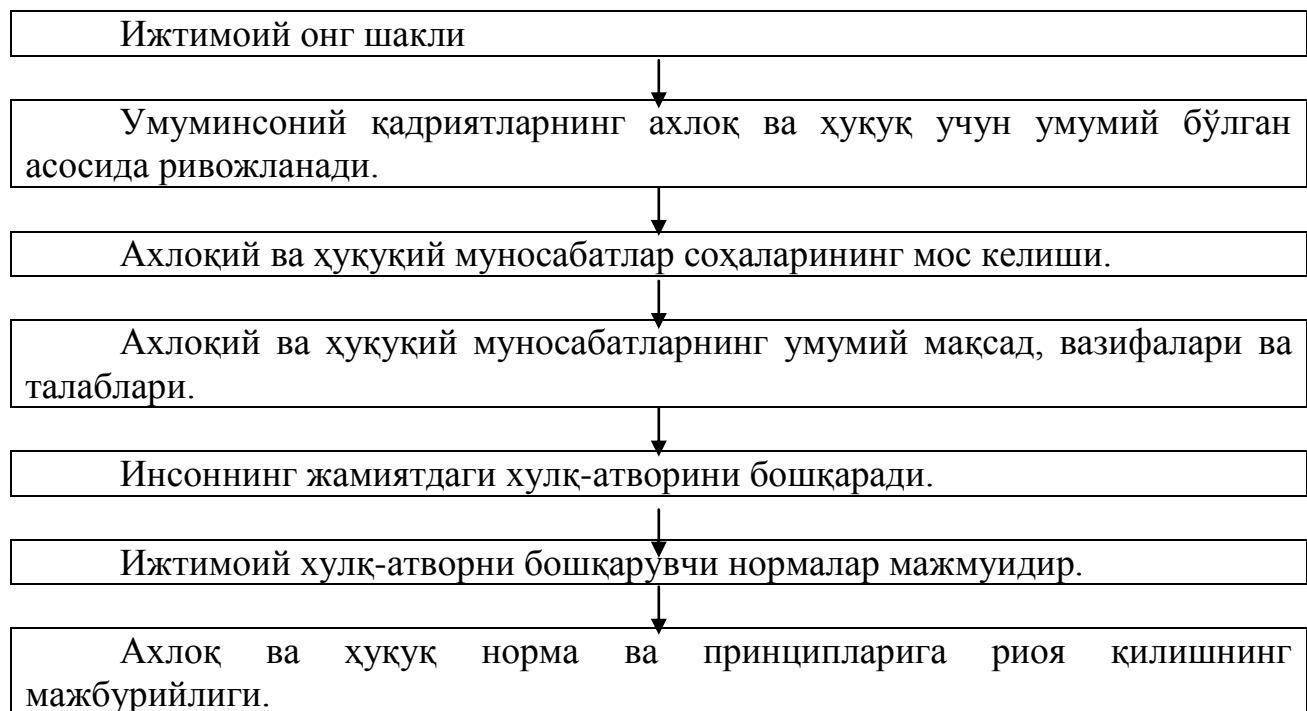 Ижтимоий онг шакли
Умуминсоний қадриятларнинг ахлоқ ва ҳуқуқ учун умумий бўлган
асосида ривожланади.
Ахлоқий ва ҳуқуқий муносабатлар соҳаларининг мос келиши.
Ахлоқий ва ҳуқуқий муносабатларнинг умумий мақсад, вазифалари ва
талаблари.
Инсоннинг жамиятдаги хулқ-атворини бошқаради.
Ижтимоий хулқ-атворни бошқарувчи нормалар мажмуидир.
Ахлоқ ва ҳуқуқ норма ва принципларига риоя қилишнинг
мажбурийлиги.